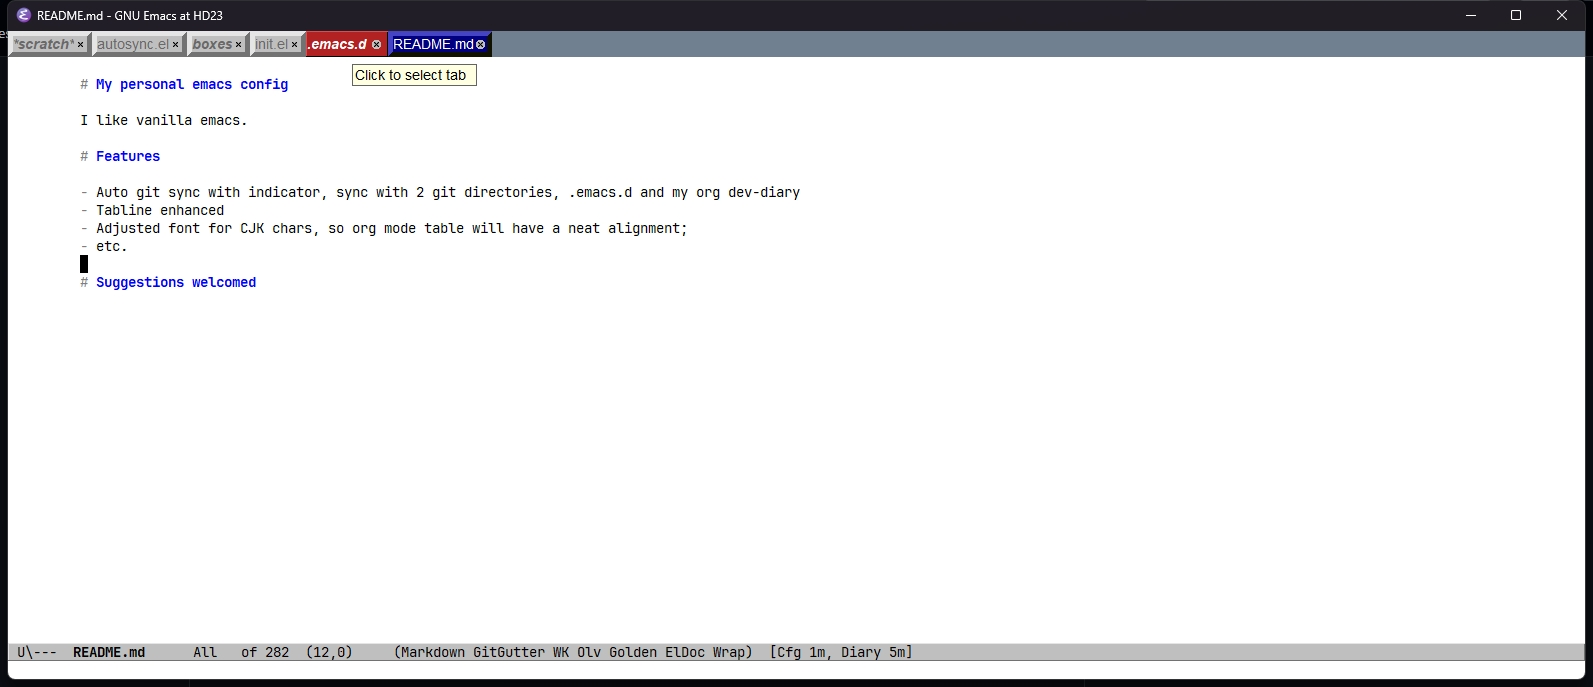 README.md - GNU Emacs at HD23
*scratch* × autosync.el × boxes × init.el × .emacs.d README.md
Click to select tab
# My personal emacs config
I like vanilla emacs.
# Features
- Auto git sync with indicator, sync with 2 git directories, .emacs.d and my org dev-diary
- Tabline enhanced
- Adjusted font for CJK chars, so org mode table will have a neat alignment;
- etc.
# Suggestions welcomed
U\--- README.md All of 282 (12,0) (Markdown GitGutter WK Olv Golden ElDoc Wrap) [Cfg 1m, Diary 5m]